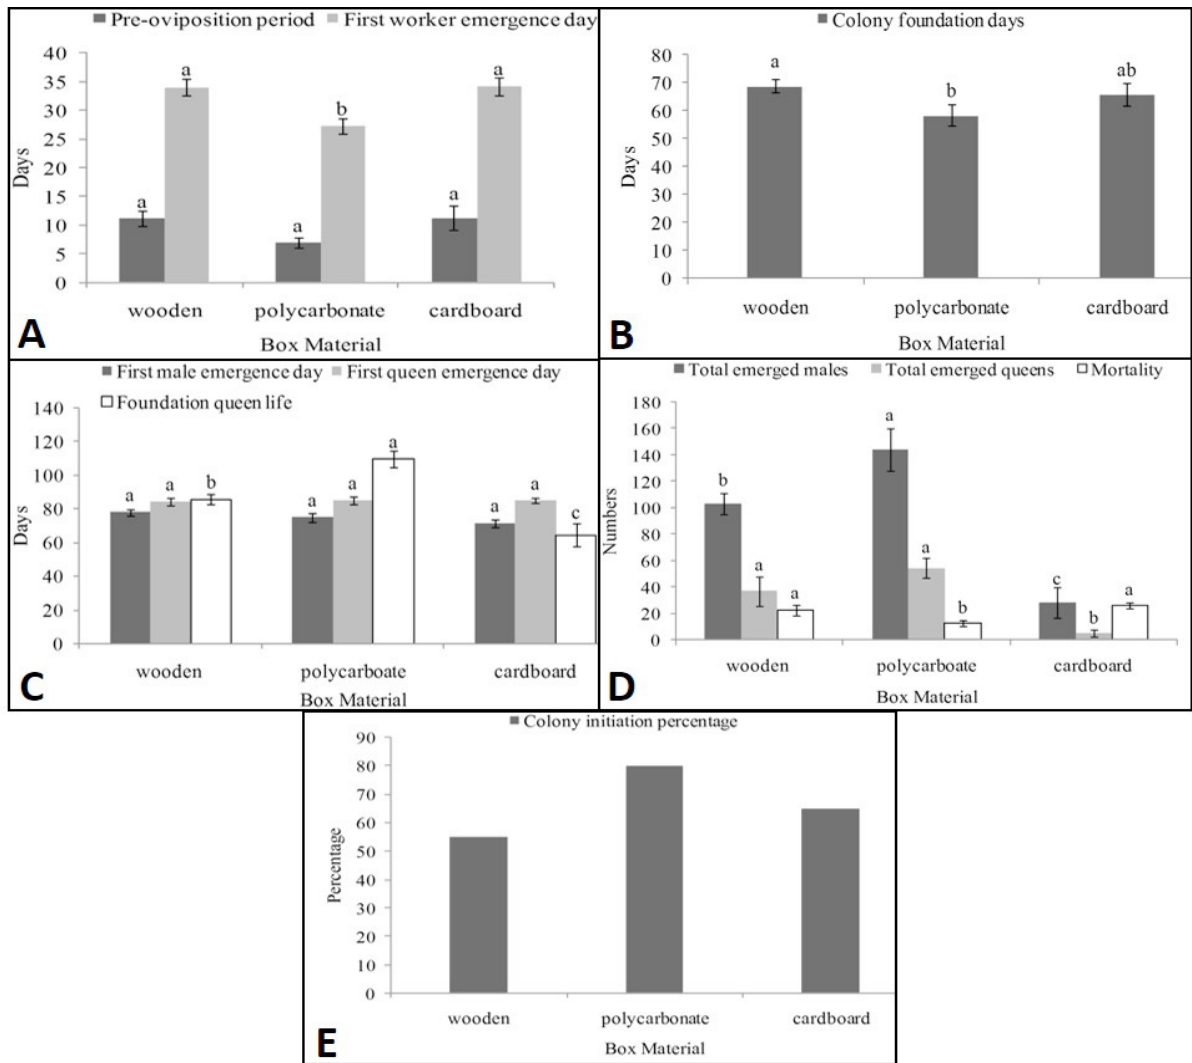 Pre-oviposition period First worker emergence day
40
35
30
25
20
15
10
5
0
Days
a
a
a
b
a
a
wooden polycarbonate cardboard
Box Material
A
Colony foundation days
80
70
60
50
40
30
20
10
0
Days
a
b
ab
wooden polycarbonate cardboard
Box Material
B
First male emergence day First queen emergence day
Foundation queen life
140
120
100
80
60
40
20
0
Days
a a b
a a a
a a c
wooden polycarboate cardboard
Box Material
C
Total emerged males Total emerged queens Mortality
180
160
140
120
100
80
60
40
20
0
Numbers
b a a
a a b
c b a
wooden polycarboate cardboard
Box Material
D
Colony initiation percentage
90
80
70
60
50
40
30
20
10
0
Percentage
wooden polycarbonate cardboard
Box Material
E